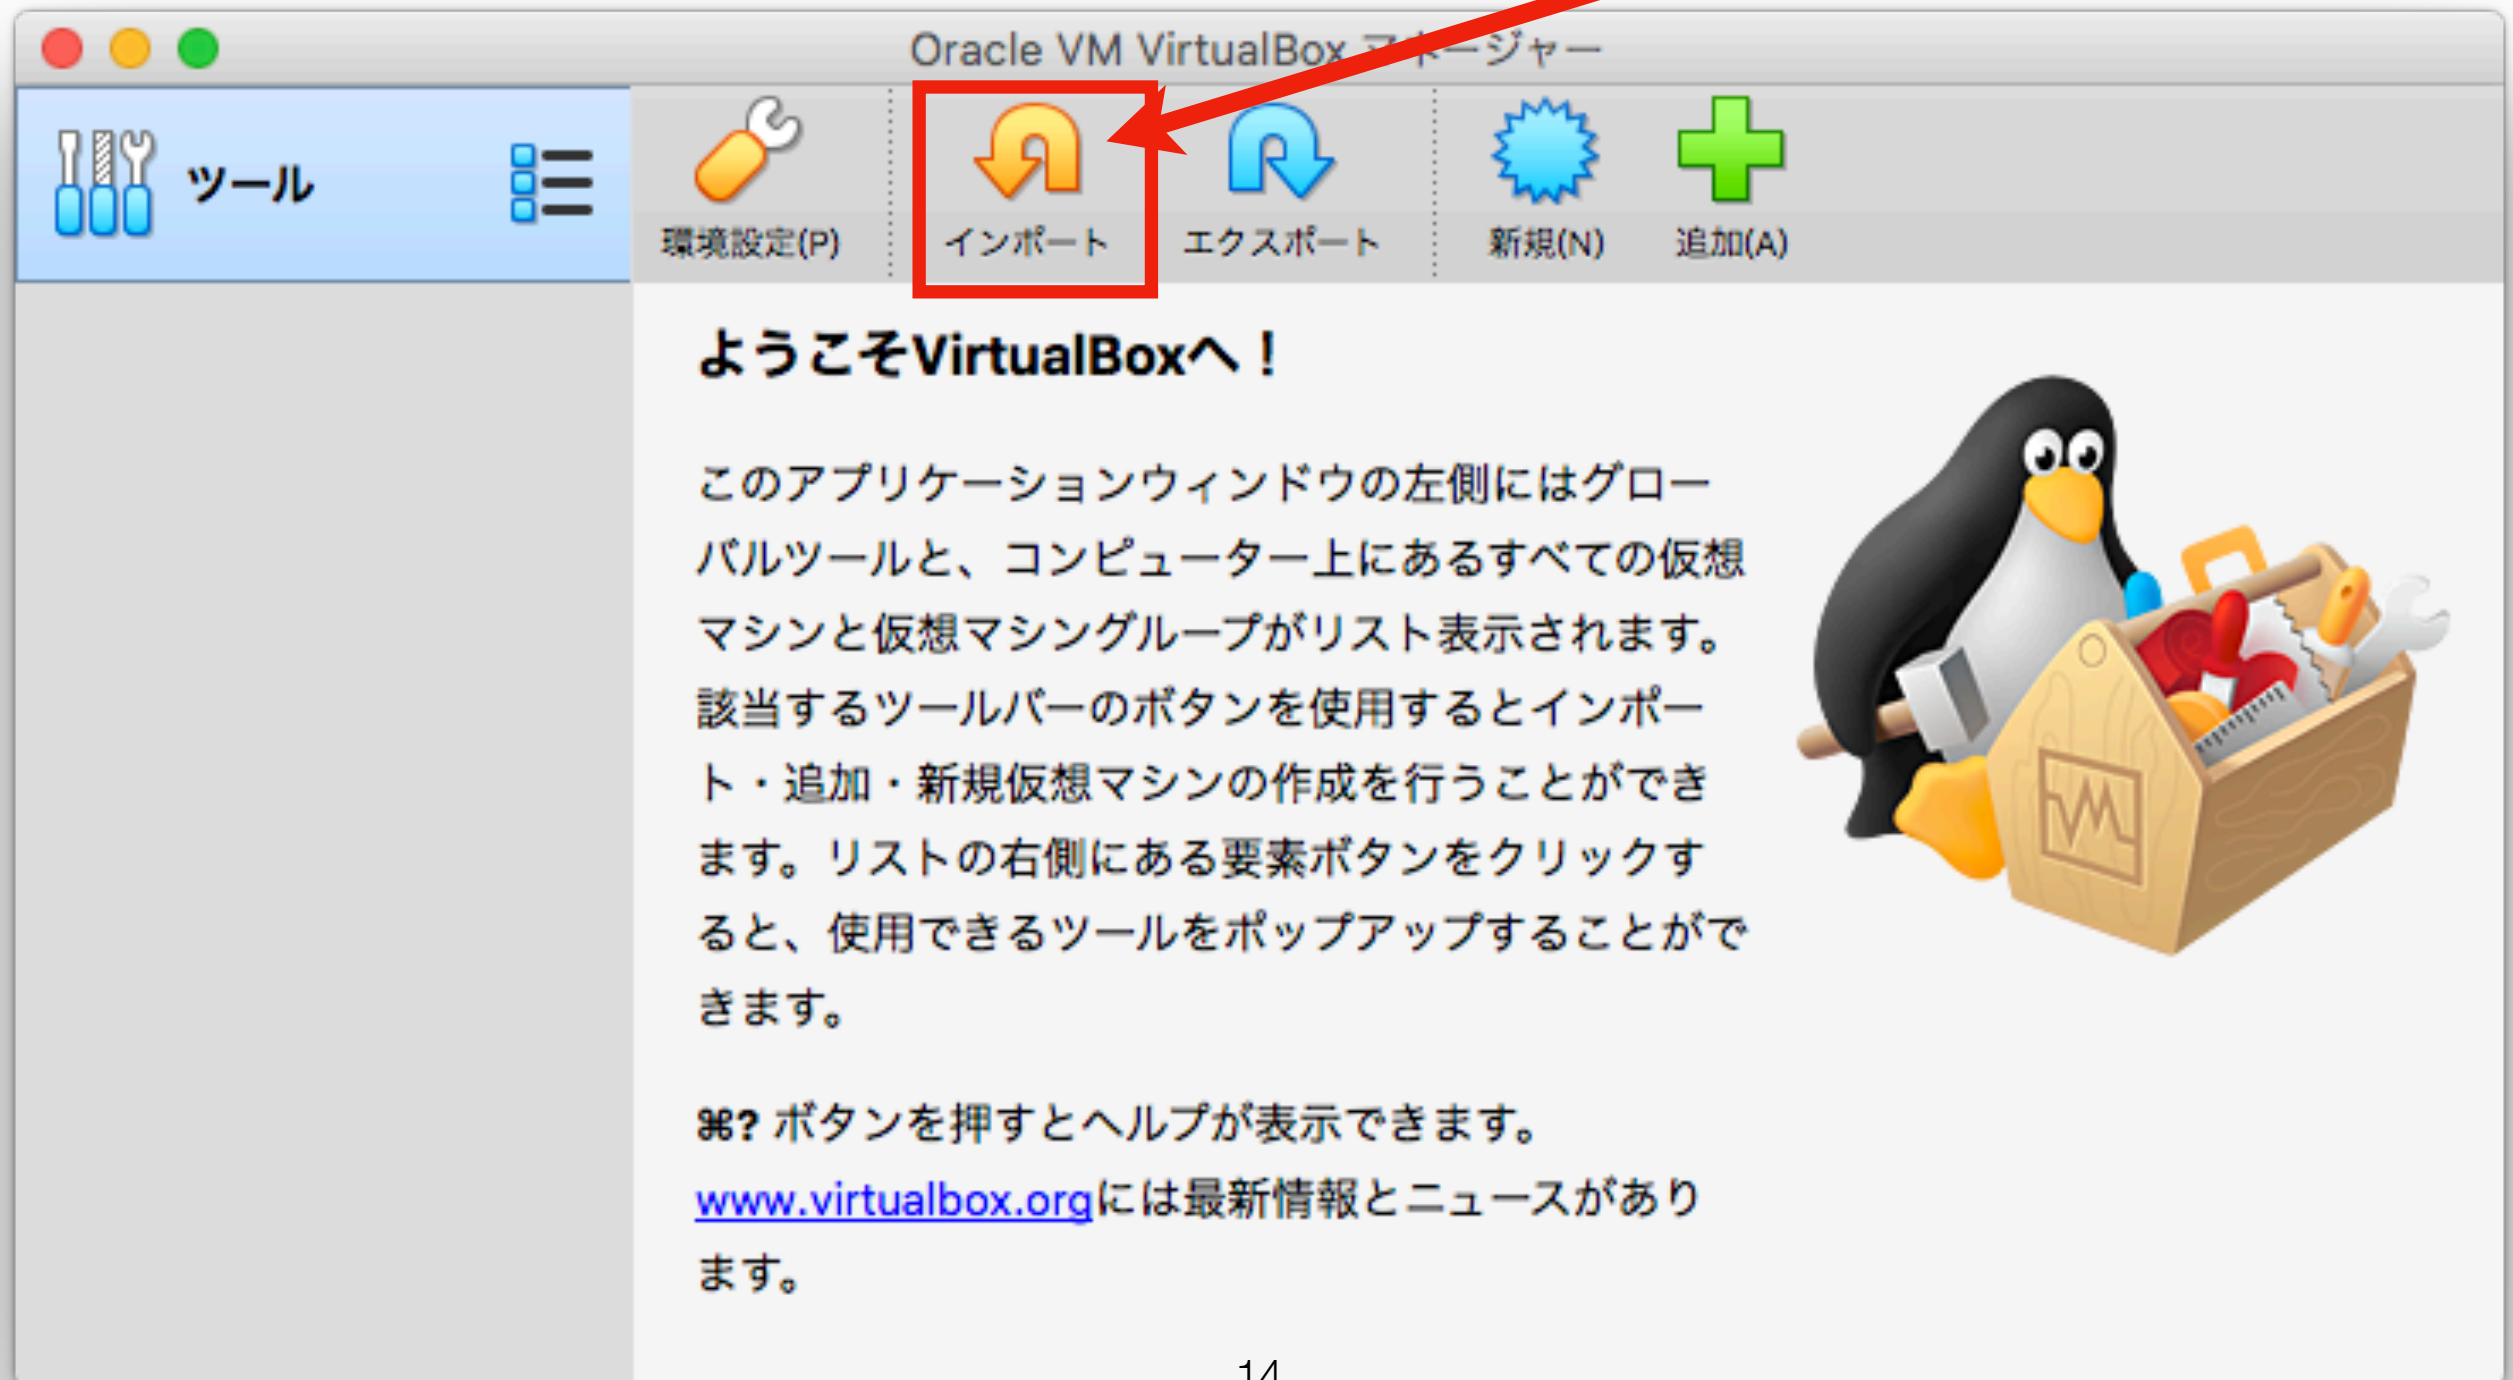 Oracle VM VirtualBox マネージャー
ツール
環境設定(P)
インポート
エクスポート
新規(N)
追加(A)
ようこそVirtualBoxへ！
このアプリケーションウィンドウの左側にはグロー
バルツールと、コンピューター上にあるすべての仮想
マシンと仮想マシングループがリスト表示されます。
該当するツールバーのボタンを使用するとインポー
ト・追加・新規仮想マシンの作成を行うことができ
ます。リストの右側にある要素ボタンをクリックす
ると、使用できるツールをポップアップすることがで
きます。
⌘? ボタンを押すとヘルプが表示できます。
www.virtualbox.orgには最新情報とニュースがあり
ます。
14